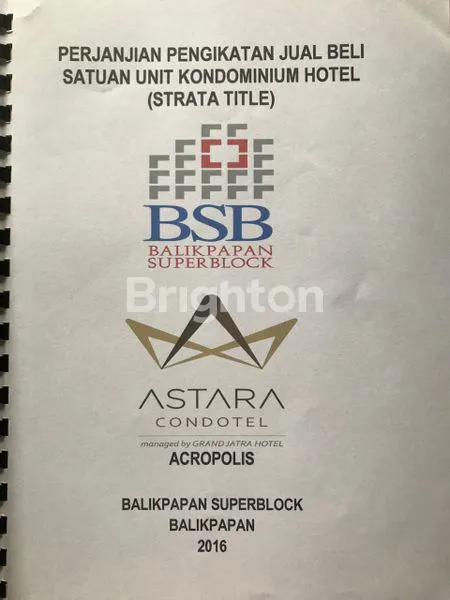 PERJANJIAN PENGIKATAN JUAL BELI
SATUAN UNIT KONDOMINIUM HOTEL
(STRATA TITLE)
BSB
BALIKPAPAN
SUPERBLOCK
Brighton
ASTARA
CONDOTEL
managed by GRAND JATRA HOTEL
ACROPOLIS
BALIKPAPAN SUPERBLOCK
BALIKPAPAN
2016